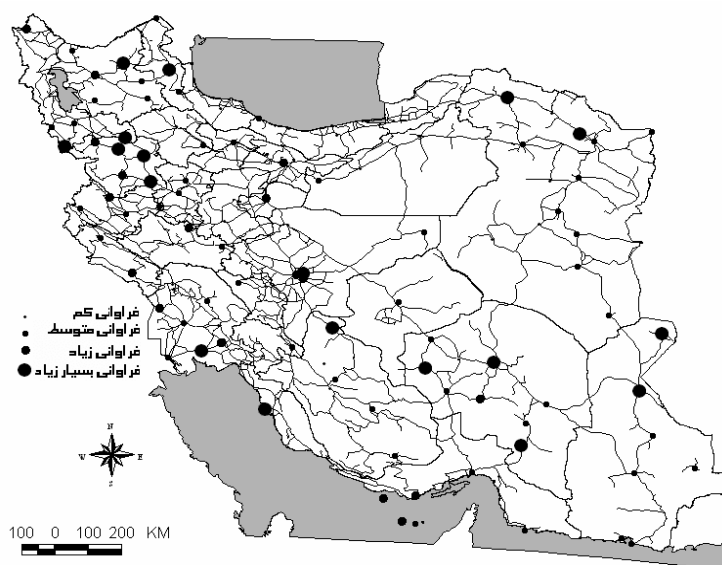 فراوانی کم
فراوانی متوسط
فراوانی زیاد
فراوانی بسیار زیاد
N
W E
S
100 0 100 200 KM